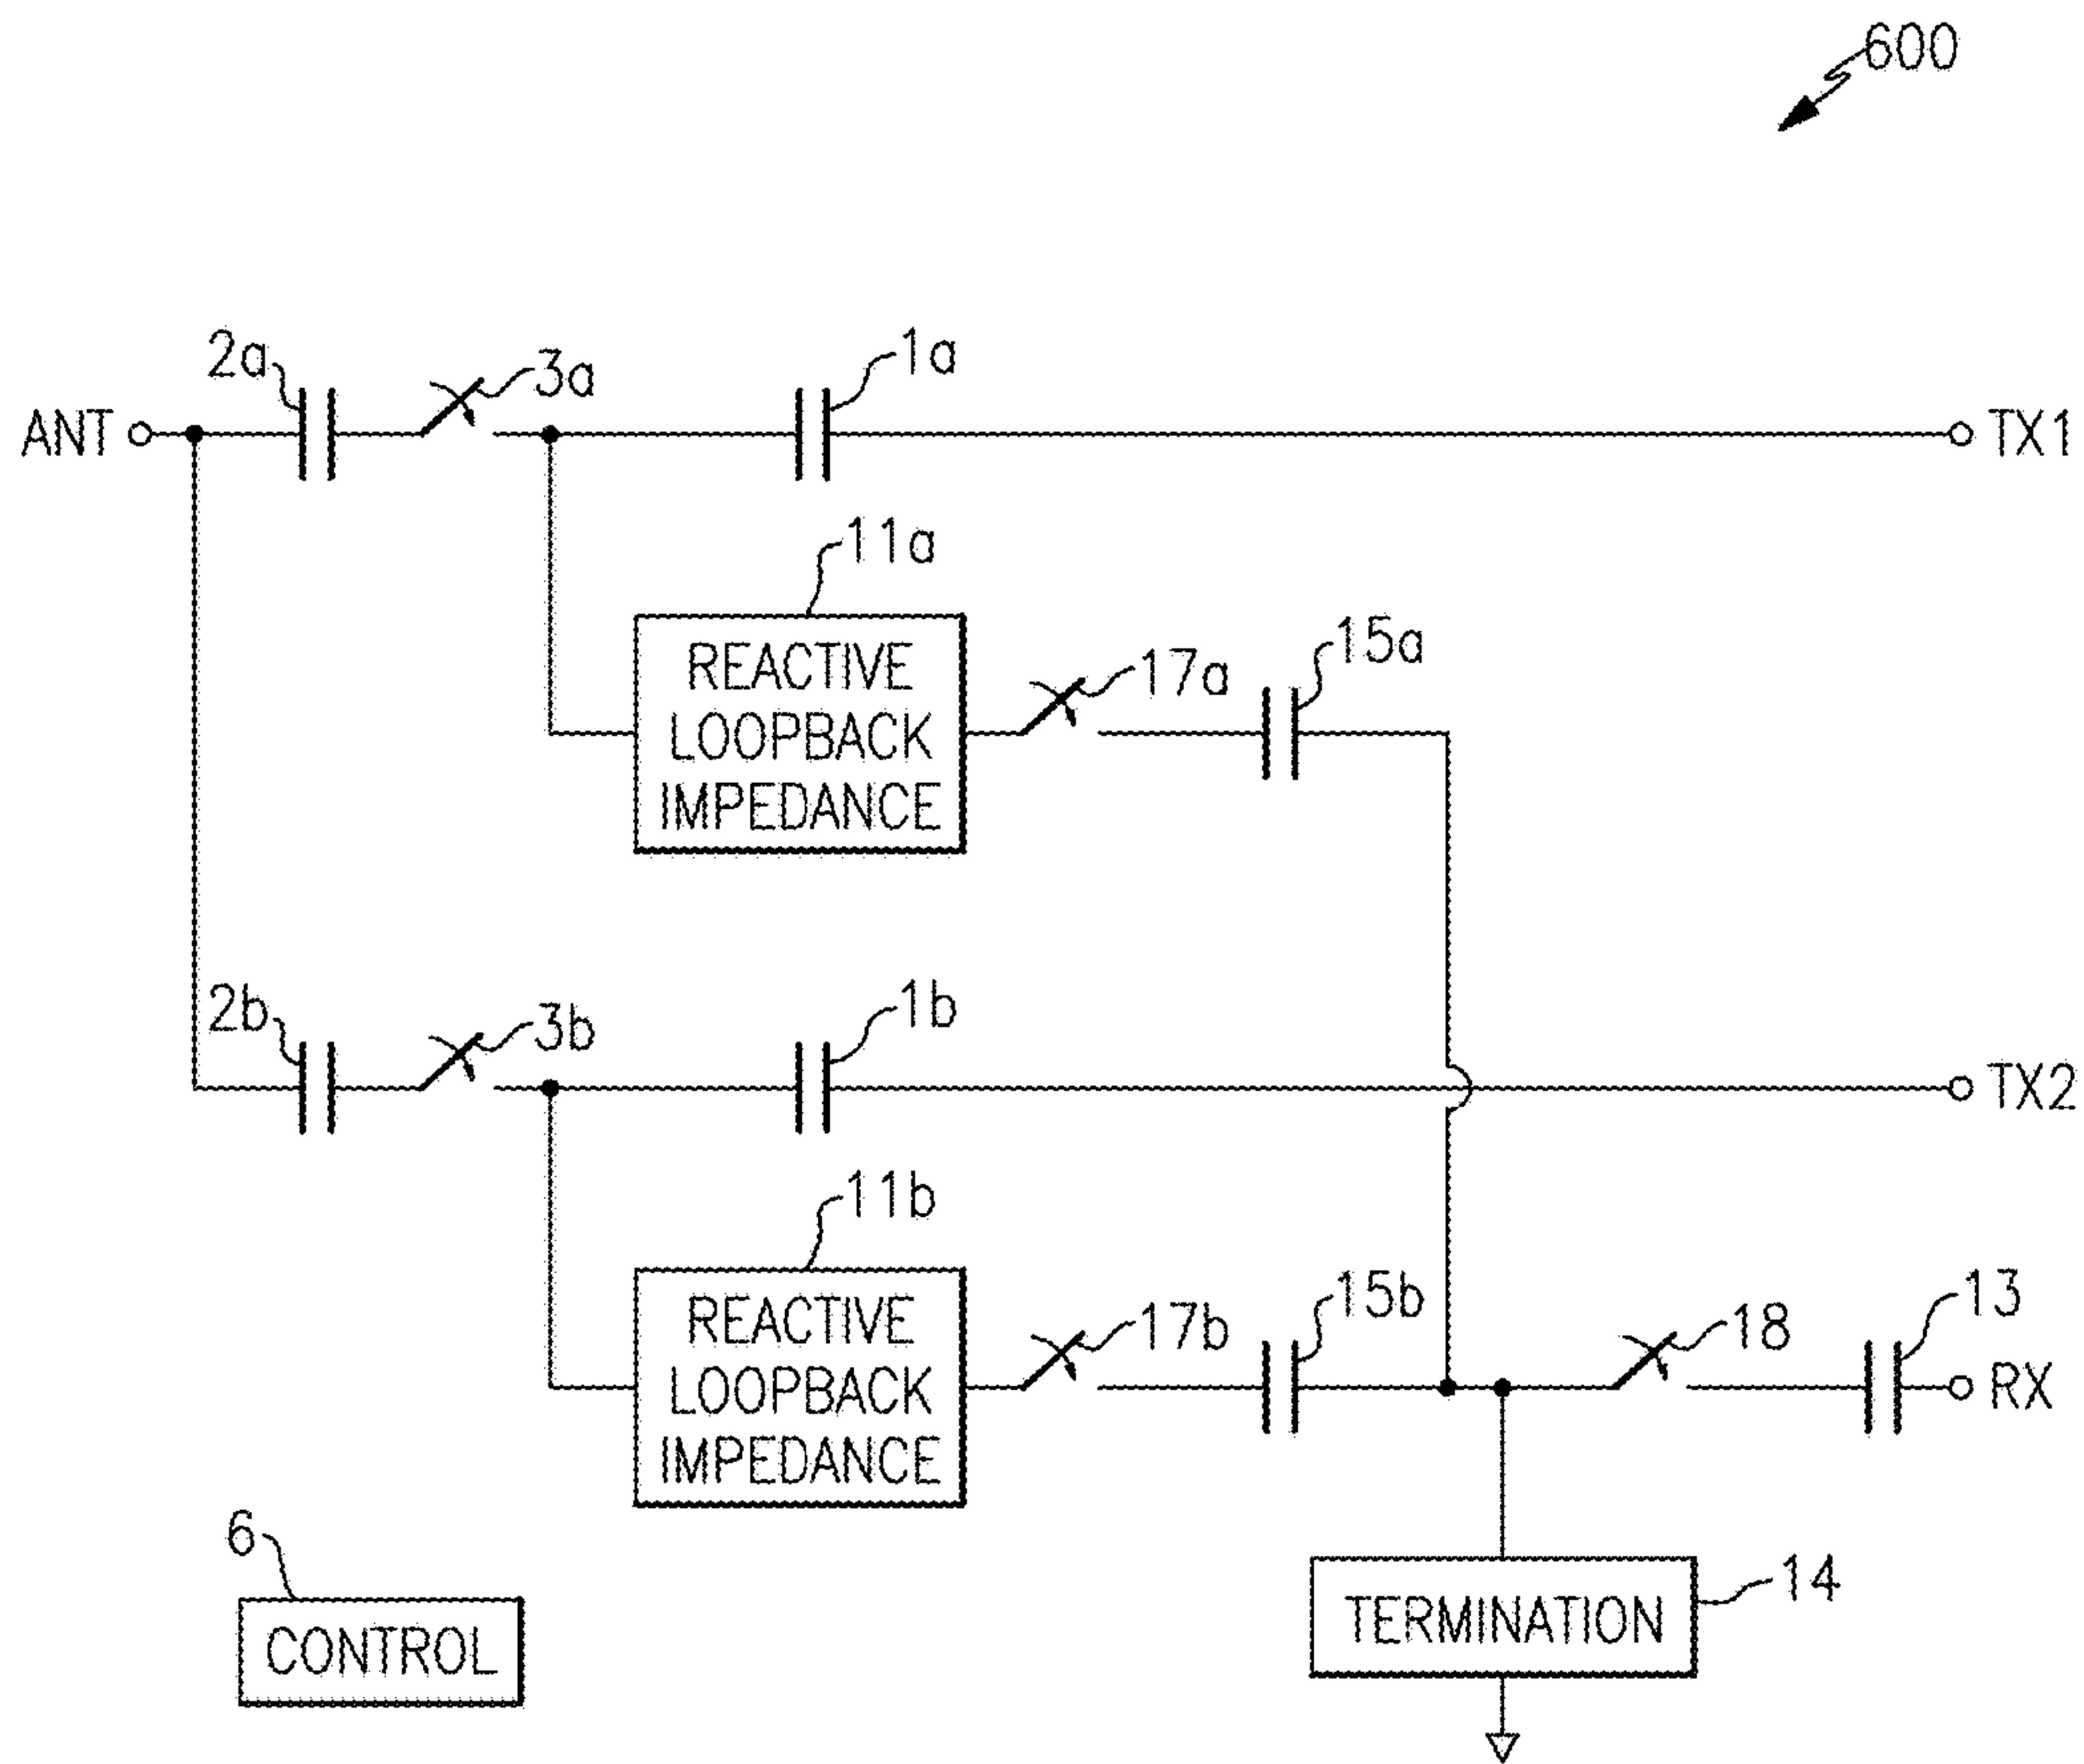 600
2a
3a
1a
ANT
TX1
11a
REACTIVE
LOOPBACK
IMPEDANCE
17a
15a
2b
3b
1b
TX2
11b
REACTIVE
LOOPBACK
IMPEDANCE
17b
15b
18
13
RX
6
CONTROL
TERMINATION
14